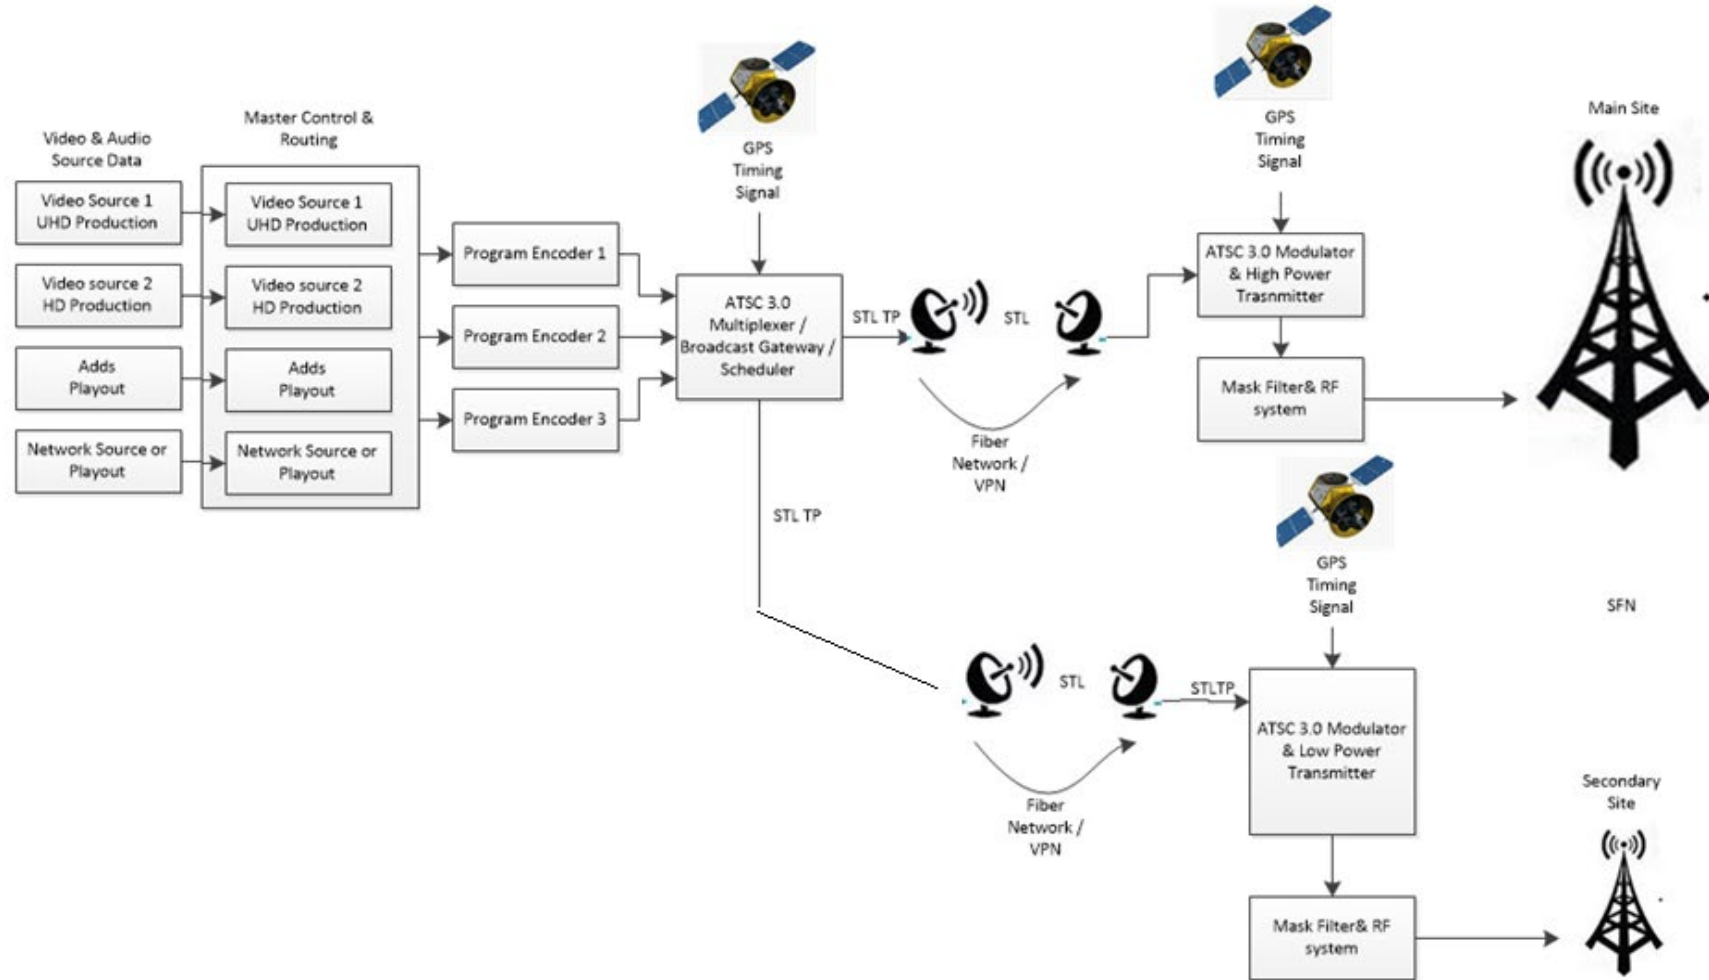 Video & Audio
Source Data
Video Source 1
UHD Production
Video source 2
HD Production
Adds
Playout
Network Source or
Playout
Master Control &
Routing
Video Source 1
UHD Production
Video source 2
HD Production
Adds
Playout
Network Source or
Playout
Program Encoder 1
Program Encoder 2
Program Encoder 3
GPS
Timing
Signal
ATSC 3.0
Multiplexer /
Broadcast Gateway /
Scheduler
STL TP
STL
Fiber
Network /
VPN
GPS
Timing
Signal
ATSC 3.0 Modulator
& High Power
Trasnmitter
Mask Filter& RF
system
Main Site
STL TP
STL
Fiber
Network /
VPN
STLTP
GPS
Timing
Signal
ATSC 3.0 Modulator
& Low Power
Transmitter
Mask Filter& RF
system
SFN
Secondary
Site